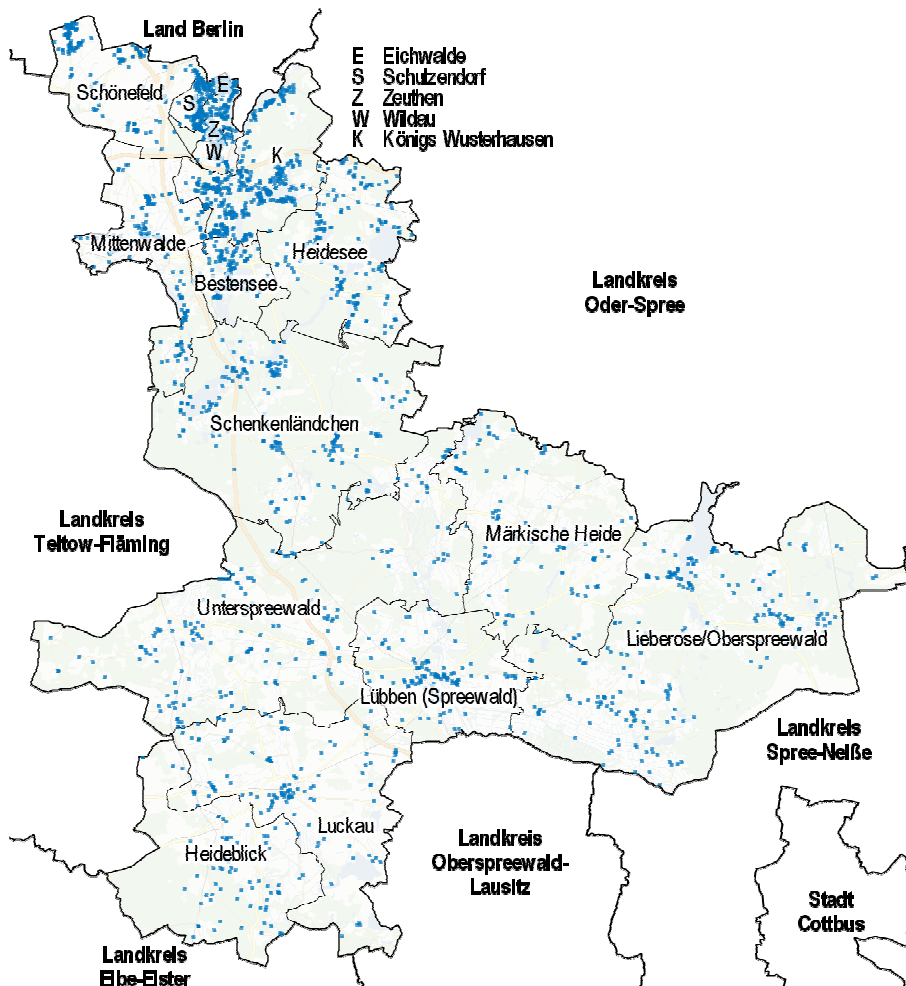 Land Berlin
E Eichwalde
S Schulzendorf
Z Zeuthen
W Wildau
K Königs Wusterhausen
Schönefeld
E
S
Z
W
K
Mittenwalde
Heidesee
Bestensee
Landkreis
Oder-Spree
Schenkenländchen
Landkreis
Teltow-Fläming
Märkische Heide
Unterspreewald
Lieberose/Oberspreewald
Lübben (Spreewald)
Landkreis
Spree-Neiße
Luckau
Heideblick
Landkreis
Oberspreewald-
Lausitz
Stadt
Cottbus
Landkreis
Elbe-Elster